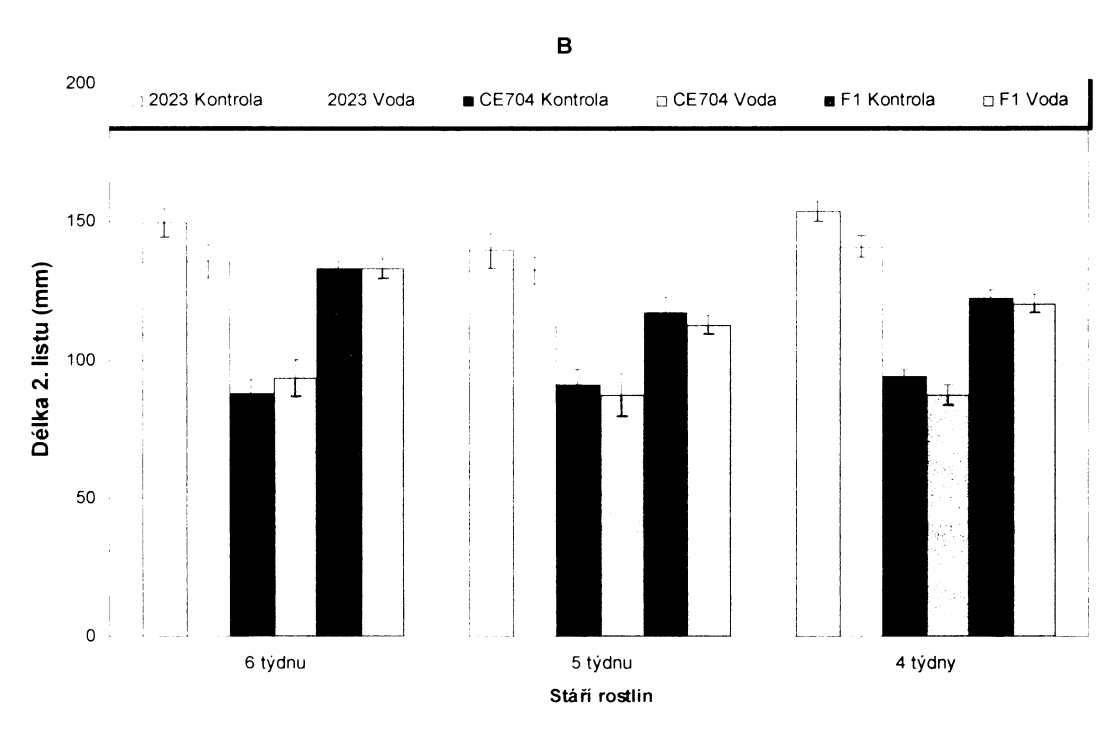 B
200
2023 Kontrola 2023 Voda CE704 Kontrola CE704 Voda F1 Kontrola F1 Voda
150
100
50
0
Délka 2. listu (mm)
6 týdnu 5 týdnu 4 týdny
Stáří rostlin